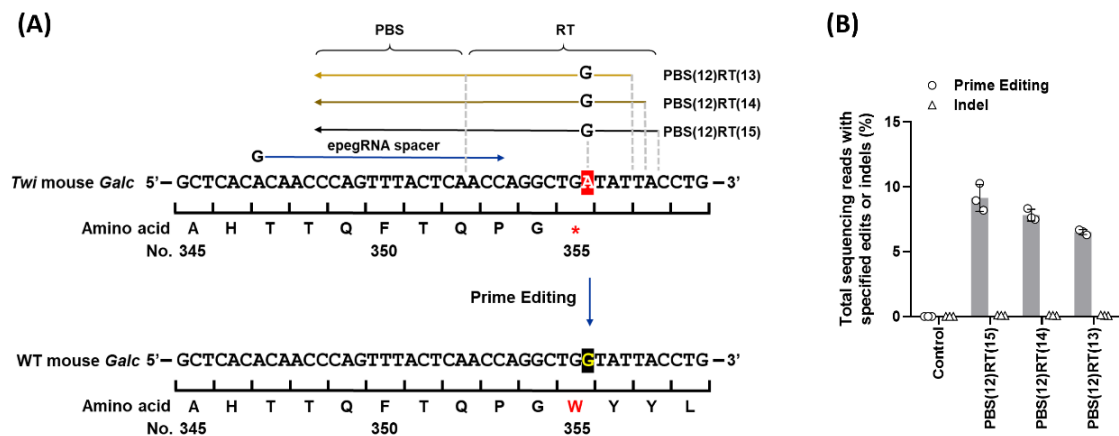 (A)
PBS RT
G PBS(12)RT(13)
G PBS(12)RT(14)
G PBS(12)RT(15)
epegRNA spacer
G
Twi mouse Galc 5’ GCTCACACAACCCAGTTTACTCAACCAGGCTGATATTACCTG 3’
Amino acid A H T T Q F T Q P G *
No. 345 350 355
Prime Editing
WT mouse Galc 5’ GCTCACACAACCCAGTTTACTCAACCAGGCTGGTATTACCTG 3’
Amino acid A H T T Q F T Q P G W Y Y L
No. 345 350 355
(B)
Prime Editing
Indel
Total sequencing reads with
specified edits or indels (%)
15
10
5
0
Control
PBS(12)RT(15)
PBS(12)RT(14)
PBS(12)RT(13)